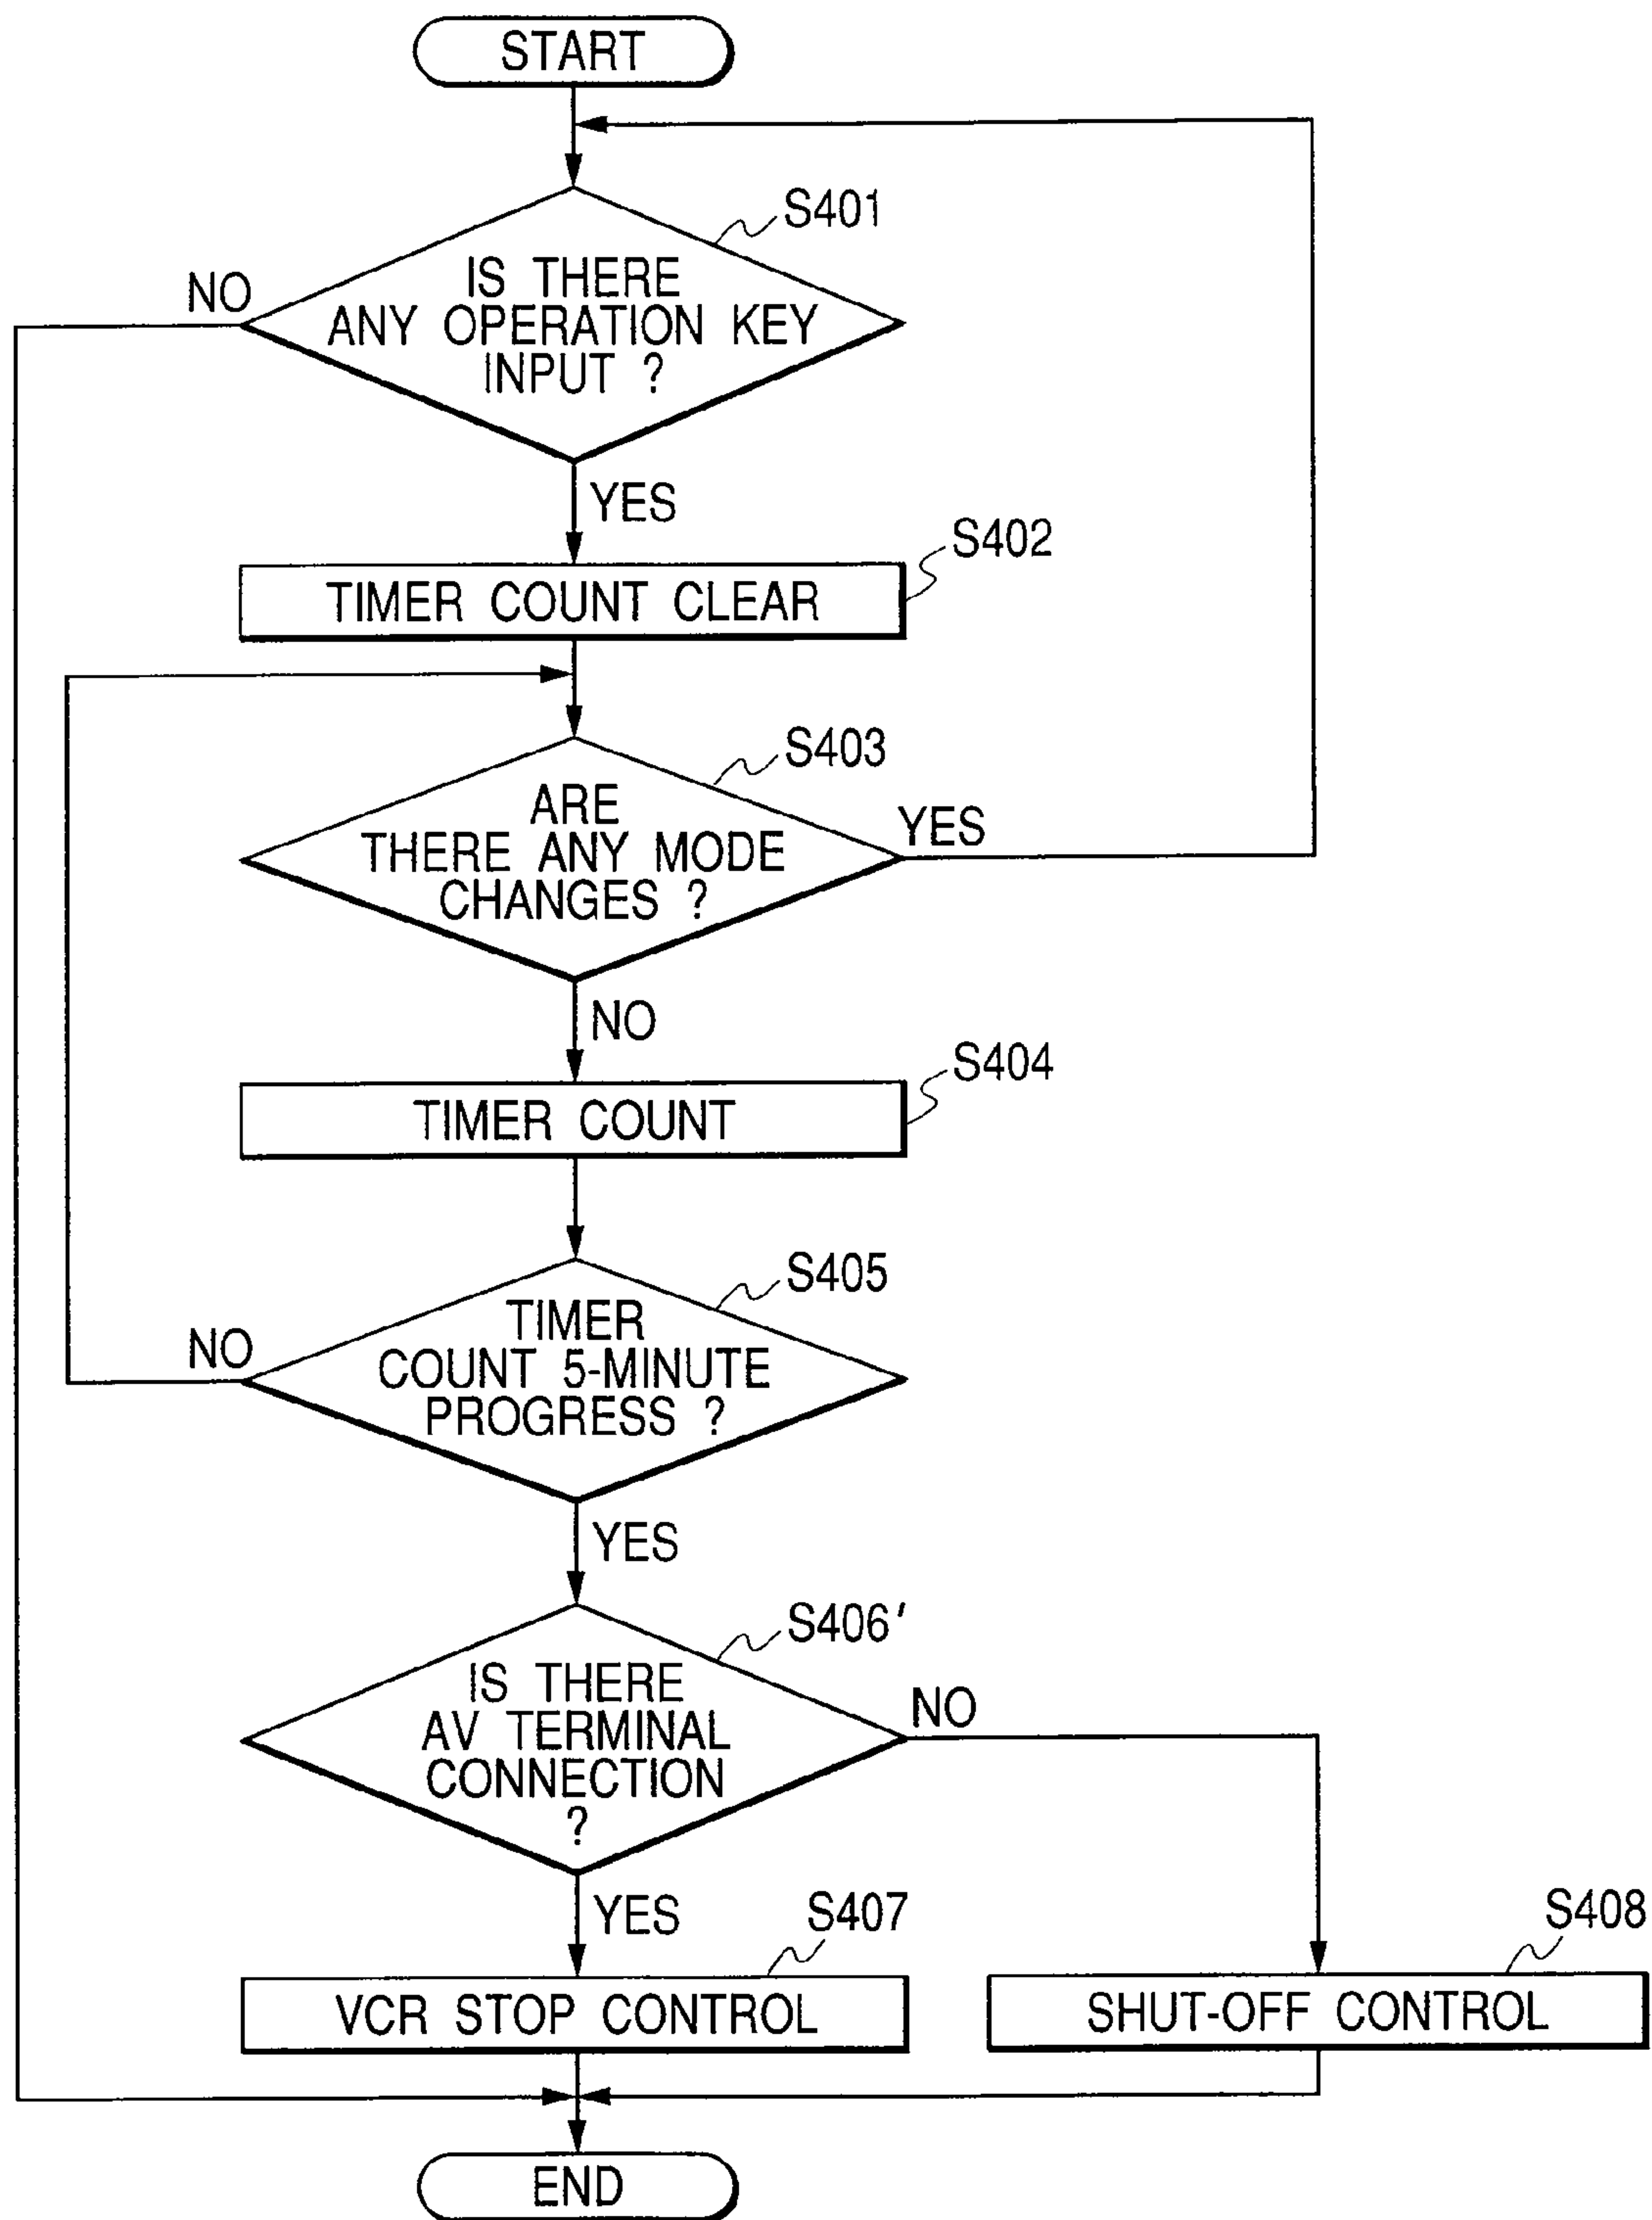 START
S401
IS THERE
ANY OPERATION KEY
INPUT ?
NO
YES
S402
TIMER COUNT CLEAR
S403
ARE
THERE ANY MODE
CHANGES ?
YES
NO
S404
TIMER COUNT
S405
TIMER
COUNT 5-MINUTE
PROGRESS ?
NO
YES
S406'
IS THERE
AV TERMINAL
CONNECTION
?
NO
YES
S407
VCR STOP CONTROL
S408
SHUT-OFF CONTROL
END